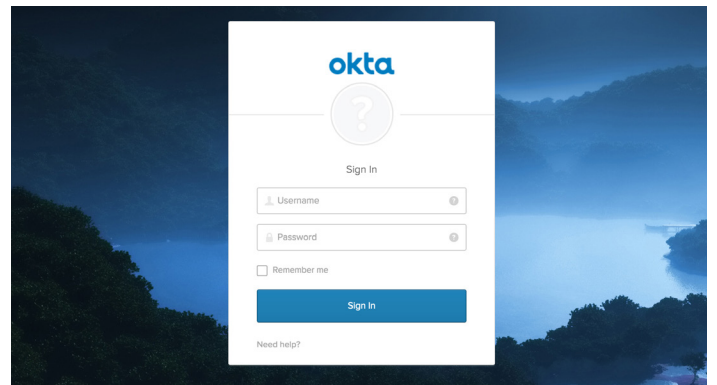 okta
?
Sign In
Username ?
Password ?
Remember me
Sign In
Need help?